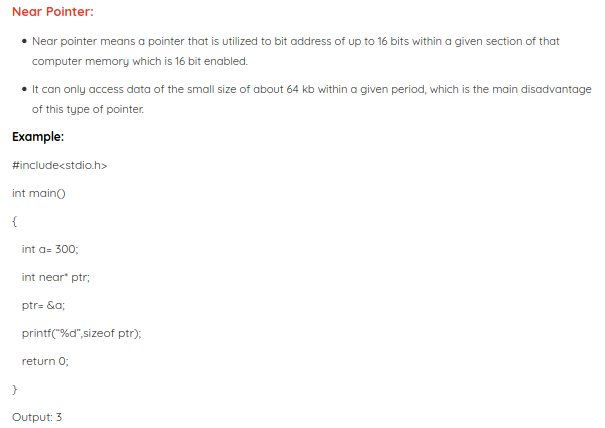 Near Pointer:
• Near pointer means a pointer that is utilized to bit address of up to 16 bits within a given section of that
computer memory which is 16 bit enabled.
• It can only access data of the small size of about 64 kb within a given period, which is the main disadvantage
of this type of pointer.
Example:
#include<stdio.h>
int main()
{
int a= 300;
int near* ptr;
ptr= &a;
printf("%d",sizeof ptr);
return 0;
}
Output: 3